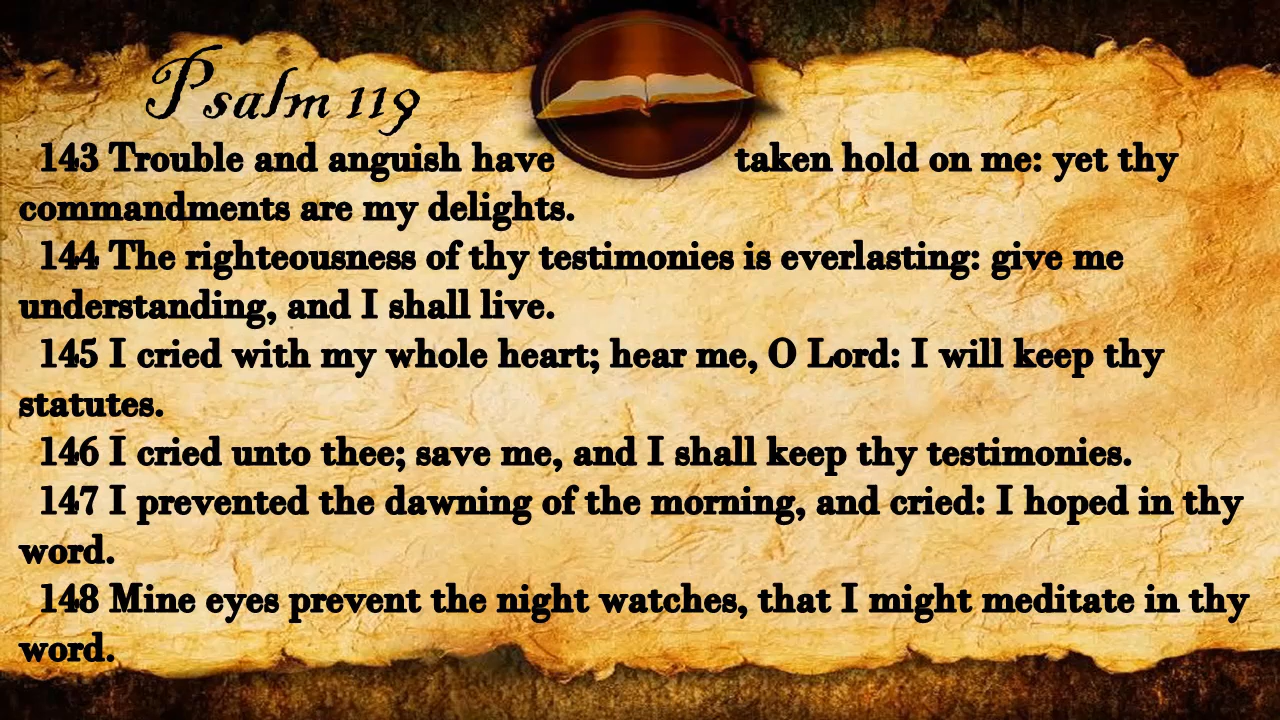 Psalm 119
143 Trouble and anguish have taken hold on me: yet thy
commandments are my delights.
144 The righteousness of thy testimonies is everlasting: give me
understanding, and I shall live.
145 I cried with my whole heart; hear me, O Lord: I will keep thy
statutes.
146 I cried unto thee; save me, and I shall keep thy testimonies.
147 I prevented the dawning of the morning, and cried: I hoped in thy
word.
148 Mine eyes prevent the night watches, that I might meditate in thy
word.